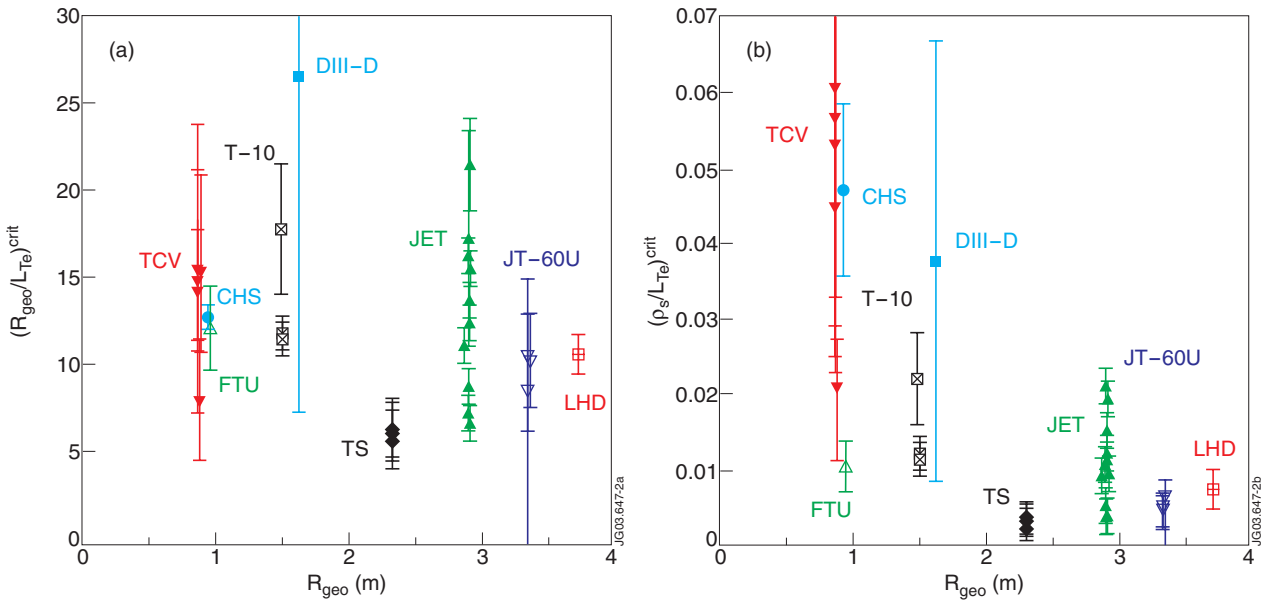 (a)
(R_geo/L_Te)^crit
30
25
20
15
10
5
0
DIII–D
T–10
TCV
CHS
FTU
TS
JET
JT–60U
LHD
0
1
2
3
4
R_geo (m)
JG03.647-2a
(b)
(ρ_s/L_Te)^crit
0.07
0.06
0.05
0.04
0.03
0.02
0.01
0
TCV
CHS
DIII–D
T–10
FTU
TS
JET
JT–60U
LHD
0
1
2
3
4
R_geo (m)
JG03.647-2b